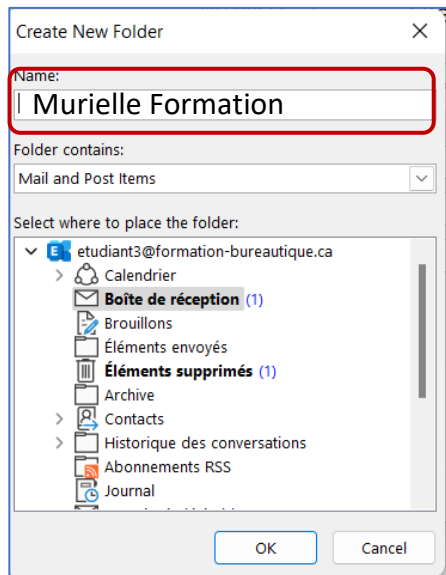 Create New Folder
Name:
Murielle Formation
Folder contains:
Mail and Post Items
Select where to place the folder:
etudiant3@formation-bureautique.ca
Calendrier
Boîte de réception (1)
Brouillons
Éléments envoyés
Éléments supprimés (1)
Archive
Contacts
Historique des conversations
Abonnements RSS
Journal
OK Cancel